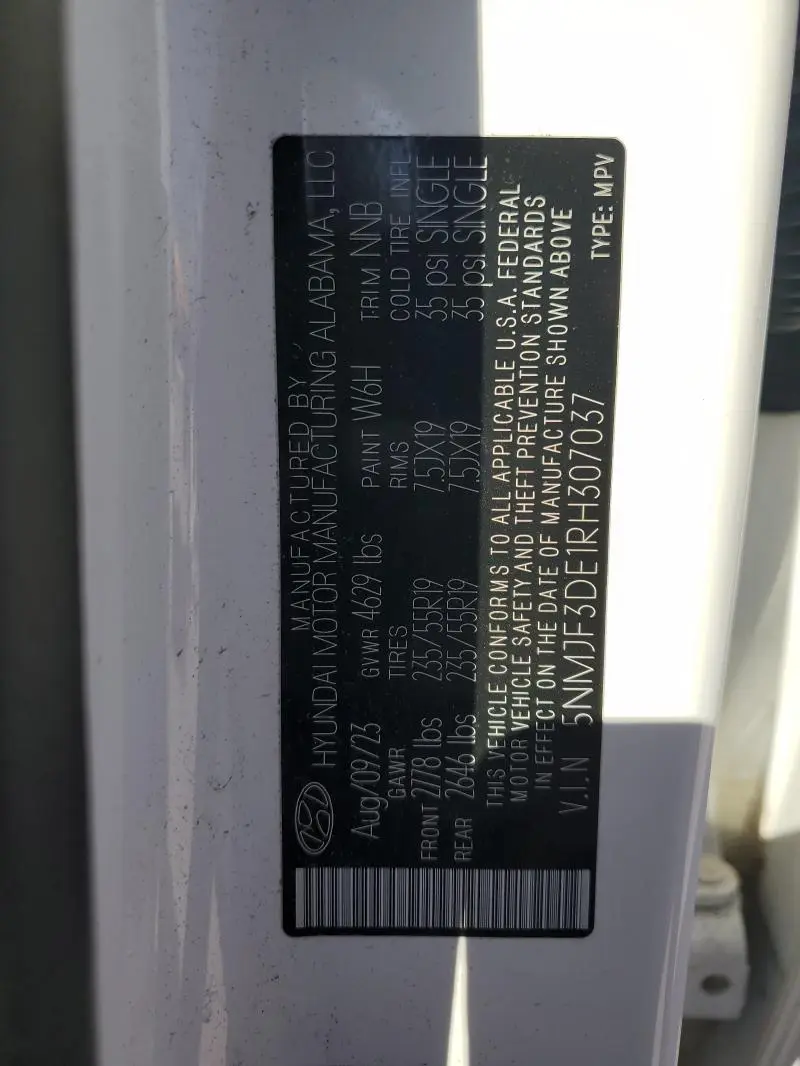 MANUFACTURED BY
HYUNDAI MOTOR MANUFACTURING ALABAMA, LLC.
Aug/09/23 GVWR 4629 lbs PAINT W6H TRIM NNB
GAWR TIRES RIMS COLD TIRE INFL
FRONT 2778 lbs 235/55R19 7.5JX19 35 psi SINGLE
REAR 2646 lbs 235/55R19 7.5JX19 35 psi SINGLE
THIS VEHICLE CONFORMS TO ALL APPLICABLE U.S.A. FEDERAL
MOTOR VEHICLE SAFETY AND THEFT PREVENTION STANDARDS
IN EFFECT ON THE DATE OF MANUFACTURE SHOWN ABOVE
V.I.N 5NMJF3DE1RH307037 TYPE: MPV